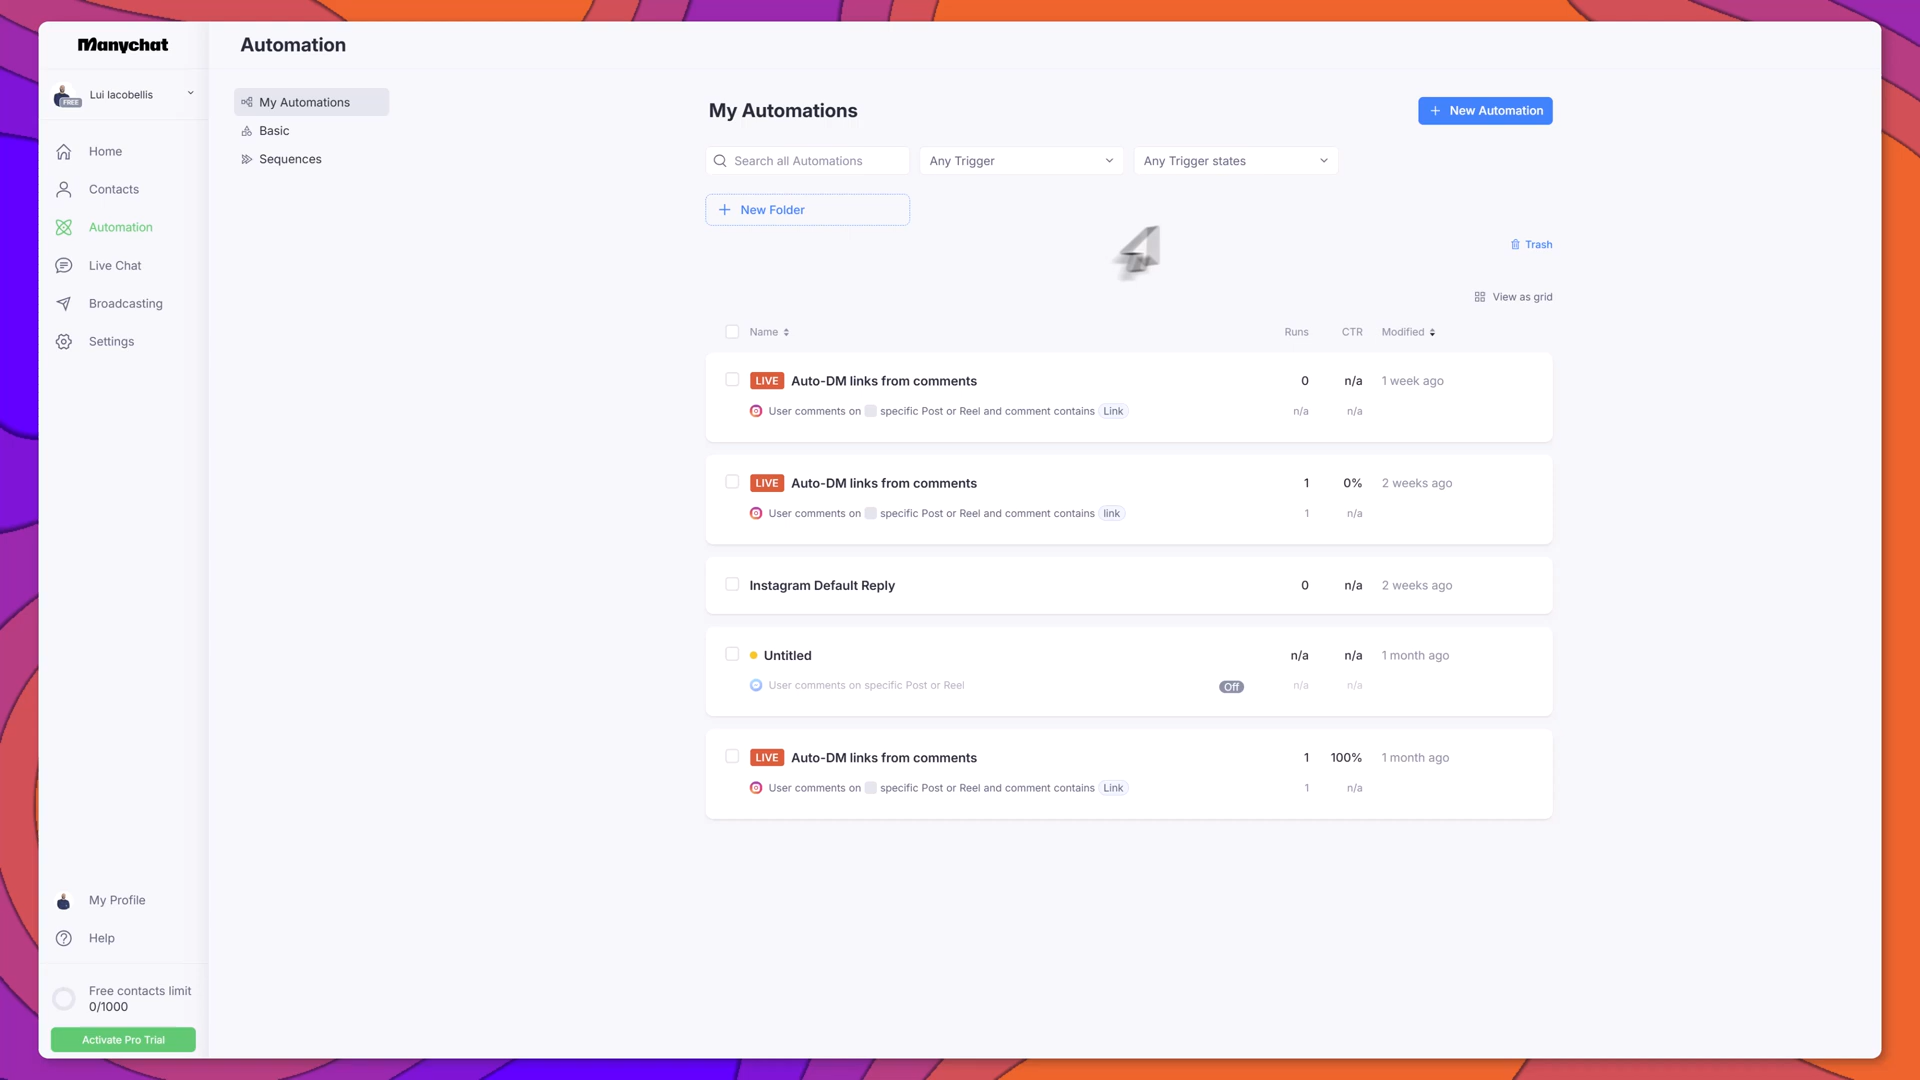 Manychat
Automation
FREE
Lui Iacobellis
Home
Contacts
Automation
Live Chat
Broadcasting
Settings
My Automations
Basic
Sequences
My Automations
New Automation
Search all Automations
Any Trigger
Any Trigger states
New Folder
Trash
View as grid
Name
Runs
CTR
Modified
LIVE Auto-DM links from comments 0 n/a 1 week ago
User comments on specific Post or Reel and comment contains Link n/a n/a
LIVE Auto-DM links from comments 1 0% 2 weeks ago
User comments on specific Post or Reel and comment contains link 1 n/a
Instagram Default Reply 0 n/a 2 weeks ago
Untitled n/a n/a 1 month ago
User comments on specific Post or Reel Off n/a n/a
LIVE Auto-DM links from comments 1 100% 1 month ago
User comments on specific Post or Reel and comment contains Link 1 n/a
My Profile
Help
Free contacts limit
0/1000
Activate Pro Trial